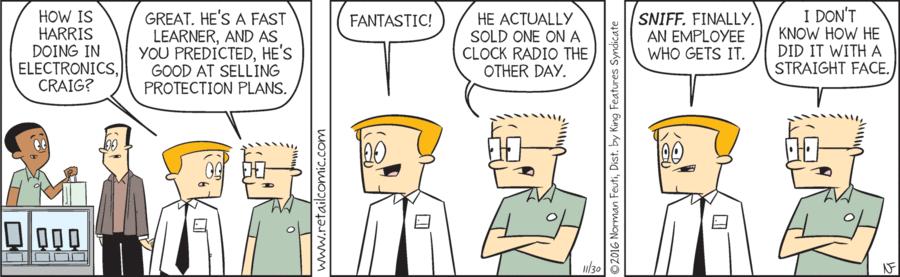 HOW IS
HARRIS
DOING IN
ELECTRONICS,
CRAIG?
GREAT. HE'S A FAST
LEARNER, AND AS
YOU PREDICTED, HE'S
GOOD AT SELLING
PROTECTION PLANS.
www.retailcomic.com
FANTASTIC!
HE ACTUALLY
SOLD ONE ON A
CLOCK RADIO THE
OTHER DAY.
11/30
©2016 Norman Feuti, Dist. by King Features Syndicate
SNIFF. FINALLY.
AN EMPLOYEE
WHO GETS IT.
I DON'T
KNOW HOW HE
DID IT WITH A
STRAIGHT FACE.
NF